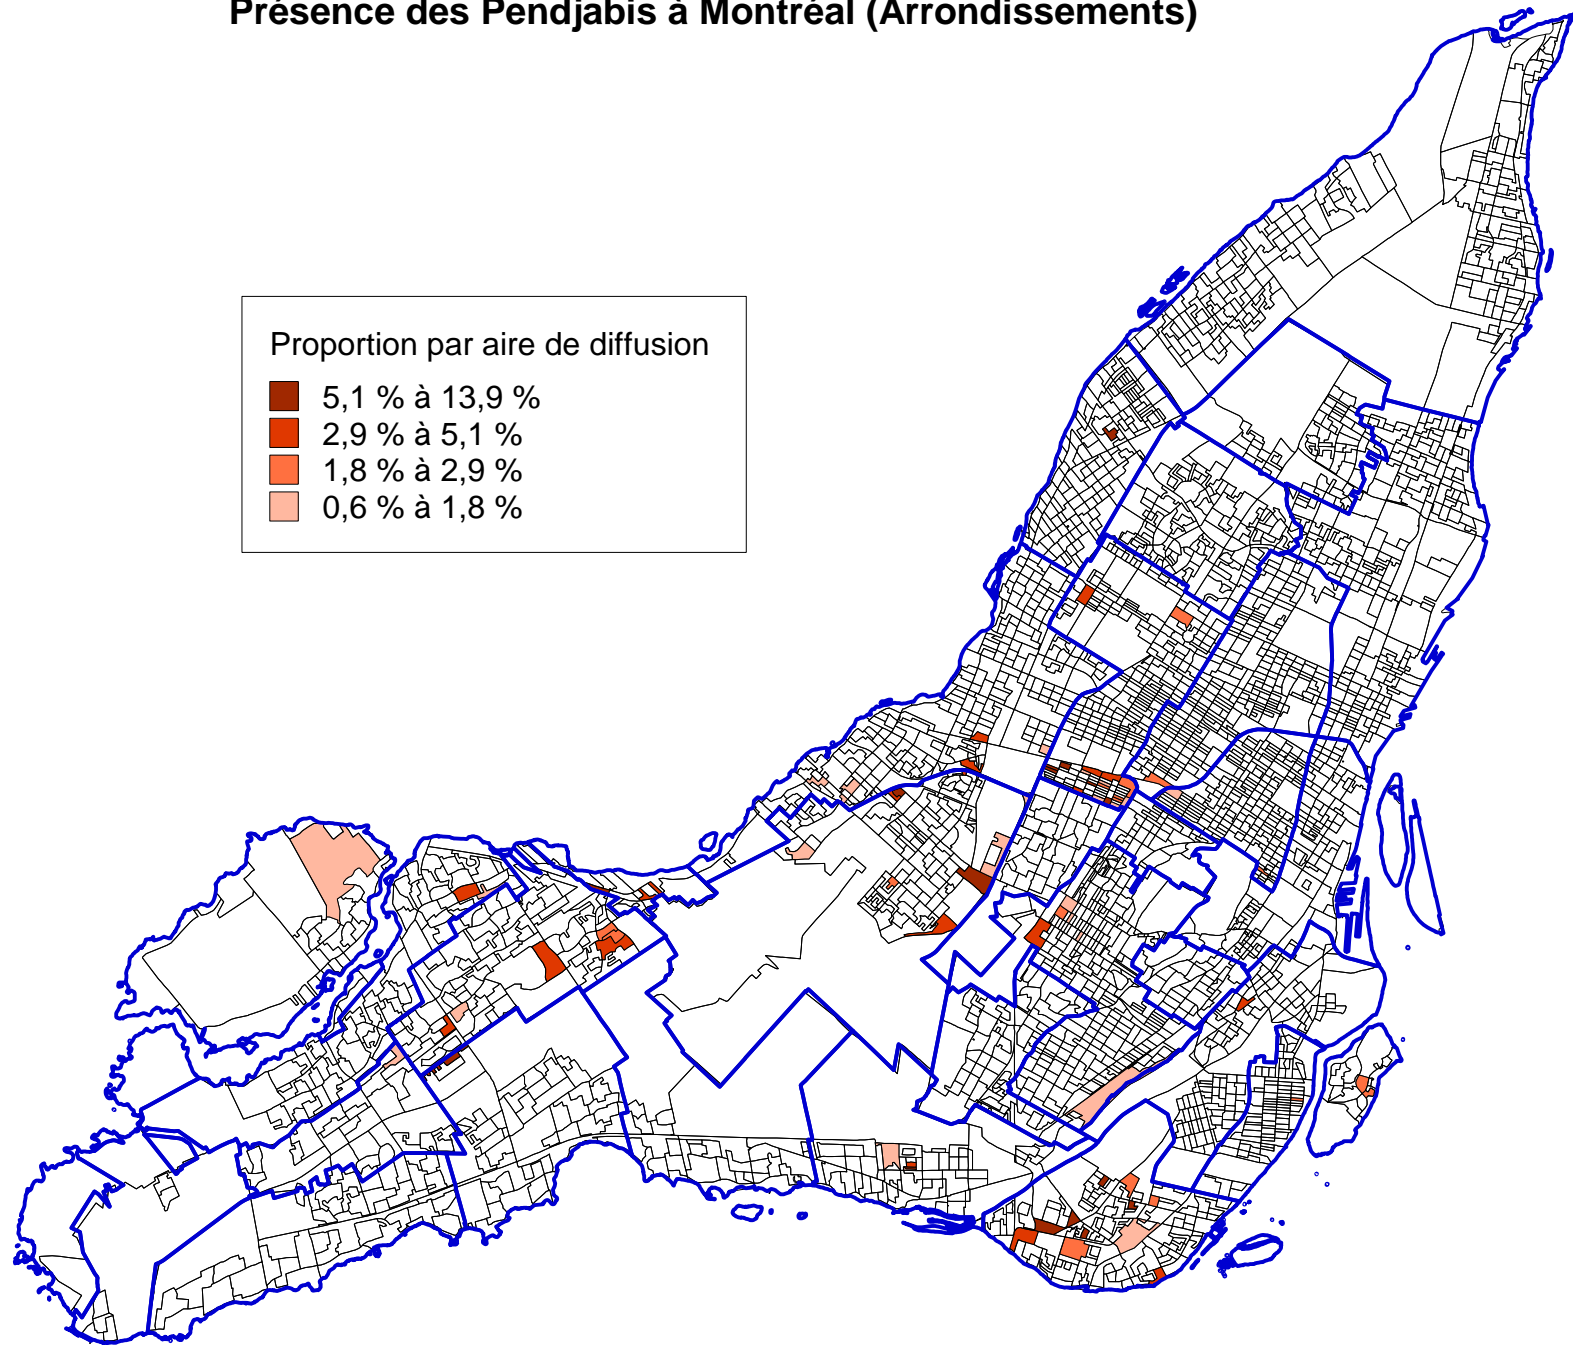 Présence des Pendjabis à Montréal (Arrondissements)
Proportion par aire de diffusion
5,1 % à 13,9 %
2,9 % à 5,1 %
1,8 % à 2,9 %
0,6 % à 1,8 %